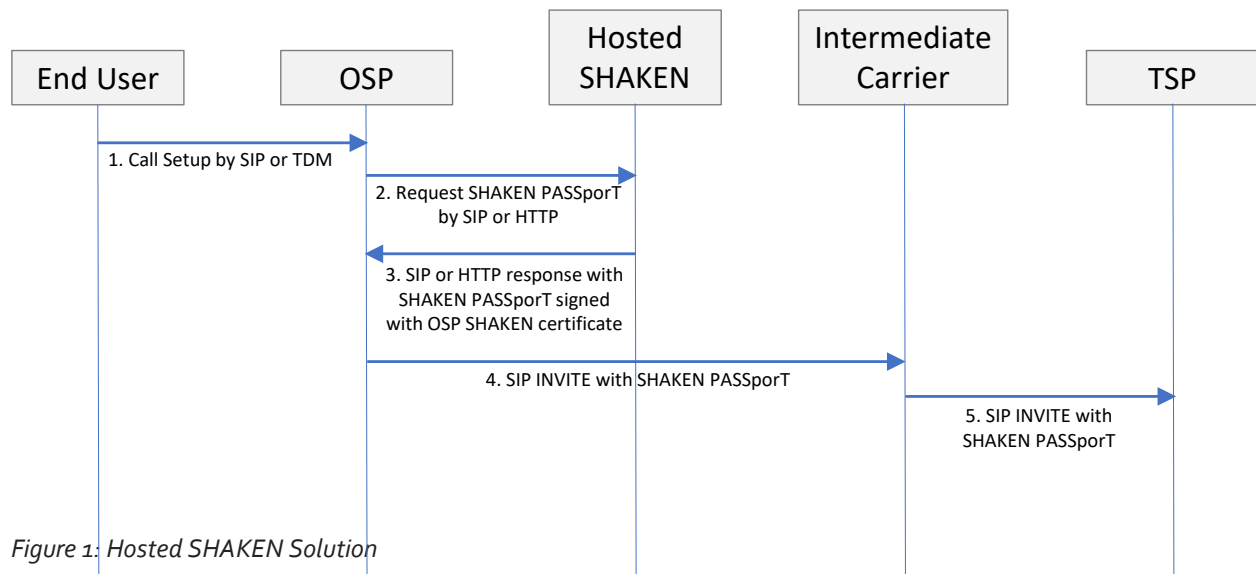 End User
OSP
Hosted
SHAKEN
Intermediate
Carrier
TSP
1. Call Setup by SIP or TDM
2. Request SHAKEN PASSporT
by SIP or HTTP
3. SIP or HTTP response with
SHAKEN PASSporT signed
with OSP SHAKEN certificate
4. SIP INVITE with SHAKEN PASSporT
5. SIP INVITE with
SHAKEN PASSporT
Figure 1: Hosted SHAKEN Solution